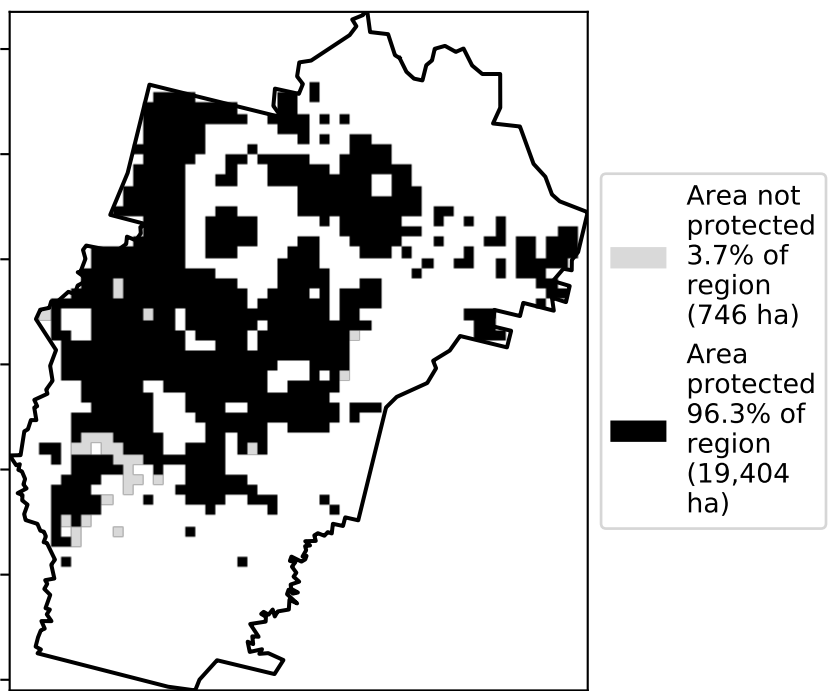 Area not
protected
3.7% of
region
(746 ha)
Area
protected
96.3% of
region
(19,404
ha)